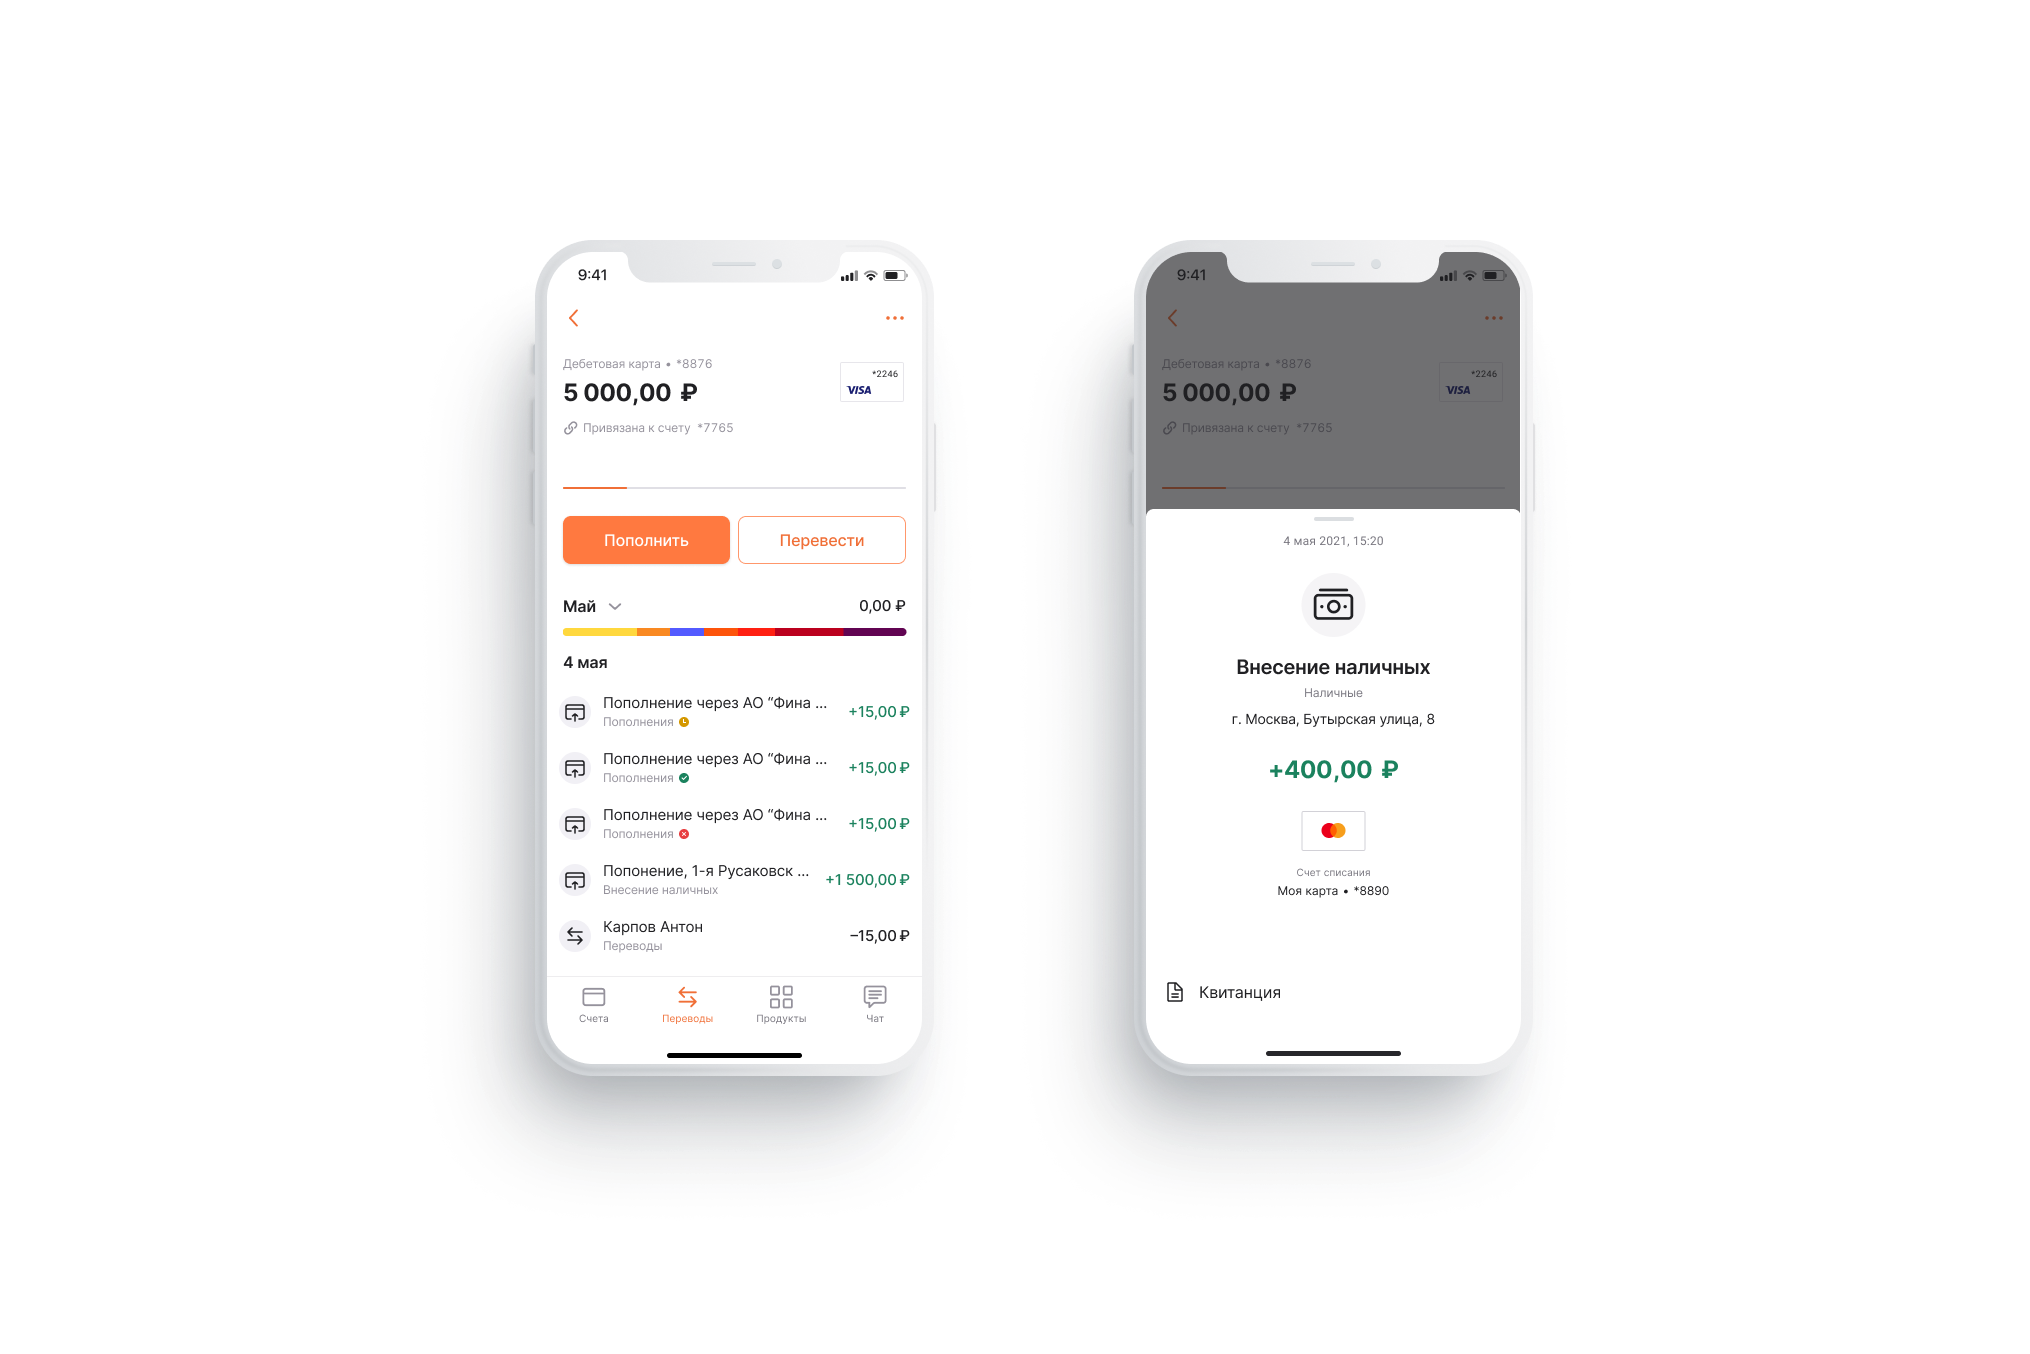 9:41
Дебетовая карта • *8876
5 000,00 ₽
*2246
VISA
Привязана к счету *7765
Пополнить
Перевести
Май
0,00 ₽
4 мая
Пополнение через АО “Фина ...
+15,00 ₽
Пополнения
Пополнение через АО “Фина ...
+15,00 ₽
Пополнения
Пополнение через АО “Фина ...
+15,00 ₽
Пополнения
Попонение, 1-я Русаковск ...
+1 500,00 ₽
Внесение наличных
Карпов Антон
–15,00 ₽
Переводы
Счета
Переводы
Продукты
Чат
9:41
Дебетовая карта • *8876
5 000,00 ₽
*2246
VISA
Привязана к счету *7765
4 мая 2021, 15:20
Внесение наличных
Наличные
г. Москва, Бутырская улица, 8
+400,00 ₽
Счет списания
Моя карта • *8890
Квитанция